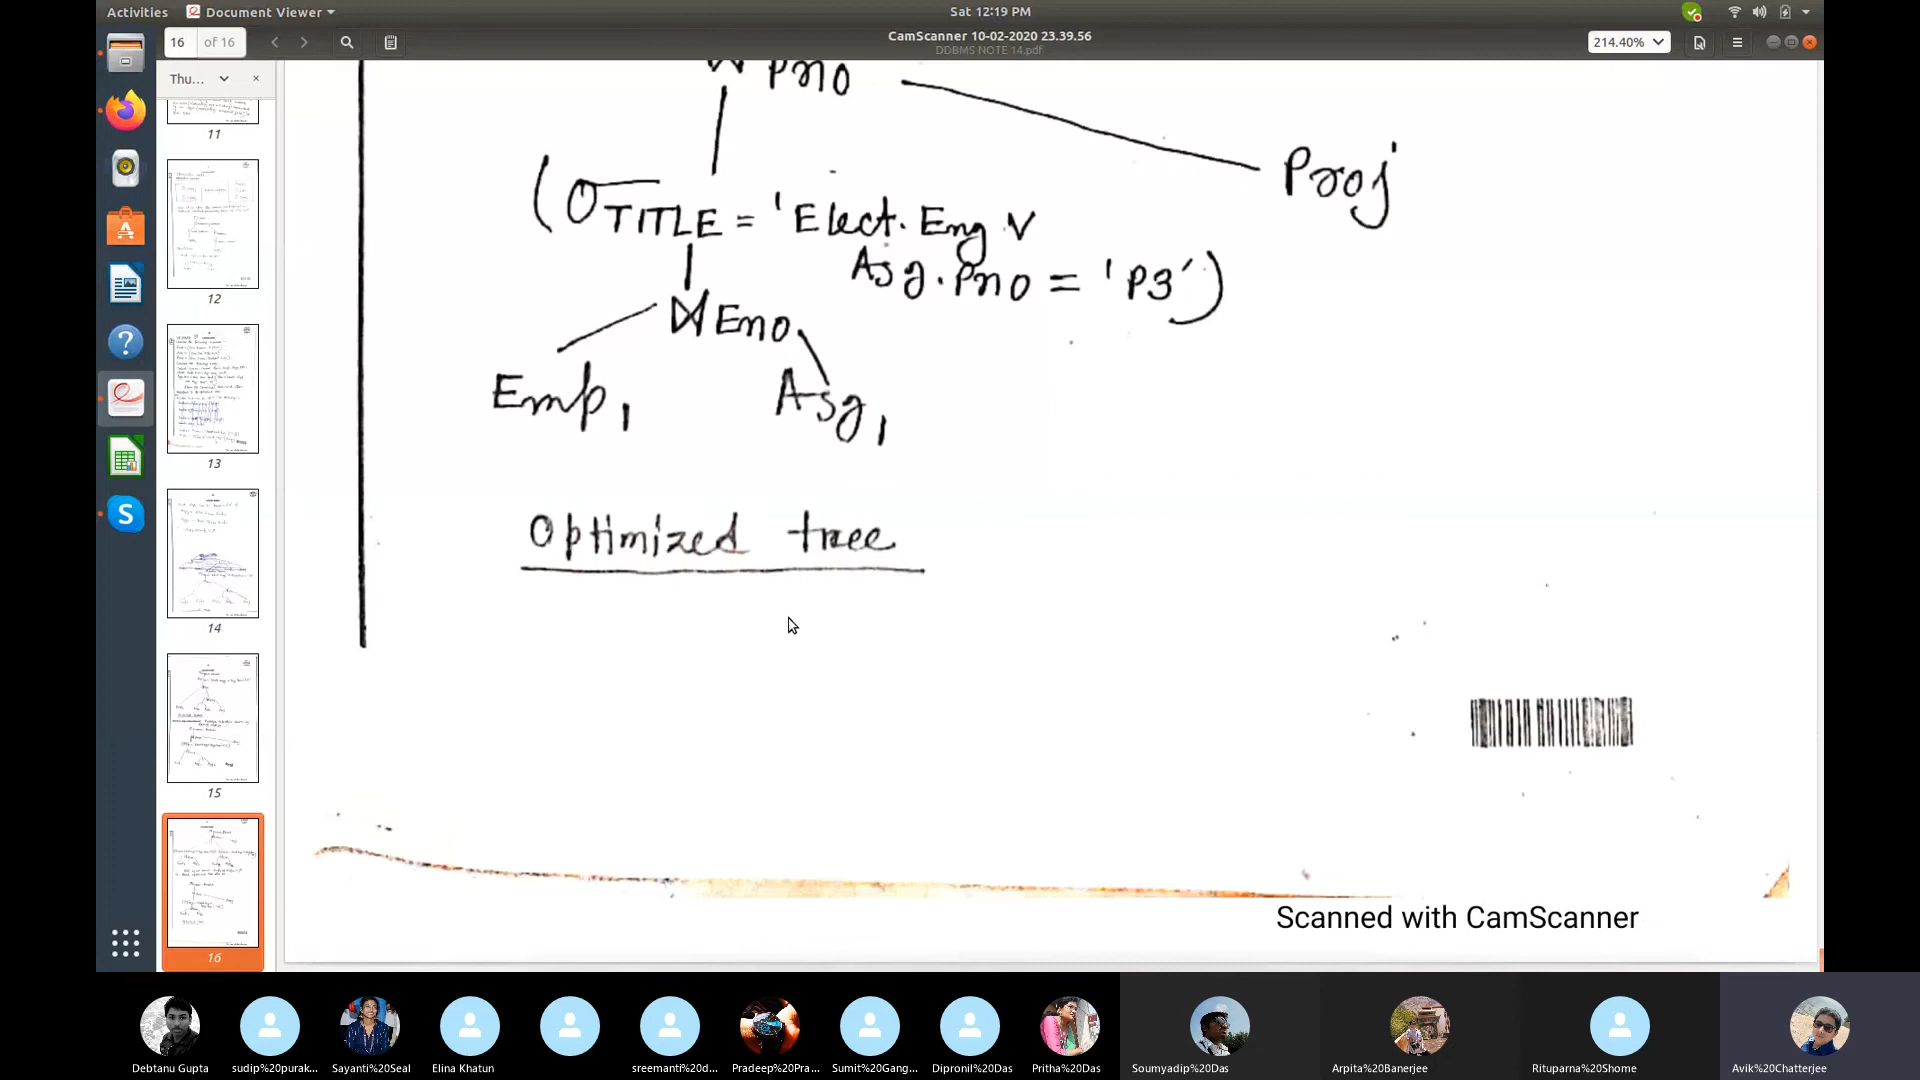 Activities
Document Viewer
Sat 12:19 PM
16 of 16
CamScanner 10-02-2020 23.39.56
DDBMS NOTE 14.pdf
214.40%
Thu...
11
12
13
14
15
16
⋈ Pno
Proj
(σ TITLE = 'Elect. Eng V
Asg.Pno = 'P3')
⋈ Eno
Emp1 Asg1
Optimized tree
Scanned with CamScanner
Debtanu Gupta
sudip%20purak...
Sayanti%20Seal
Elina Khatun
sreemanti%20d...
Pradeep%20Pra...
Sumit%20Gang...
Dipronil%20Das
Pritha%20Das
Soumyadip%20Das
Arpita%20Banerjee
Rituparna%20Shome
Avik%20Chatterjee